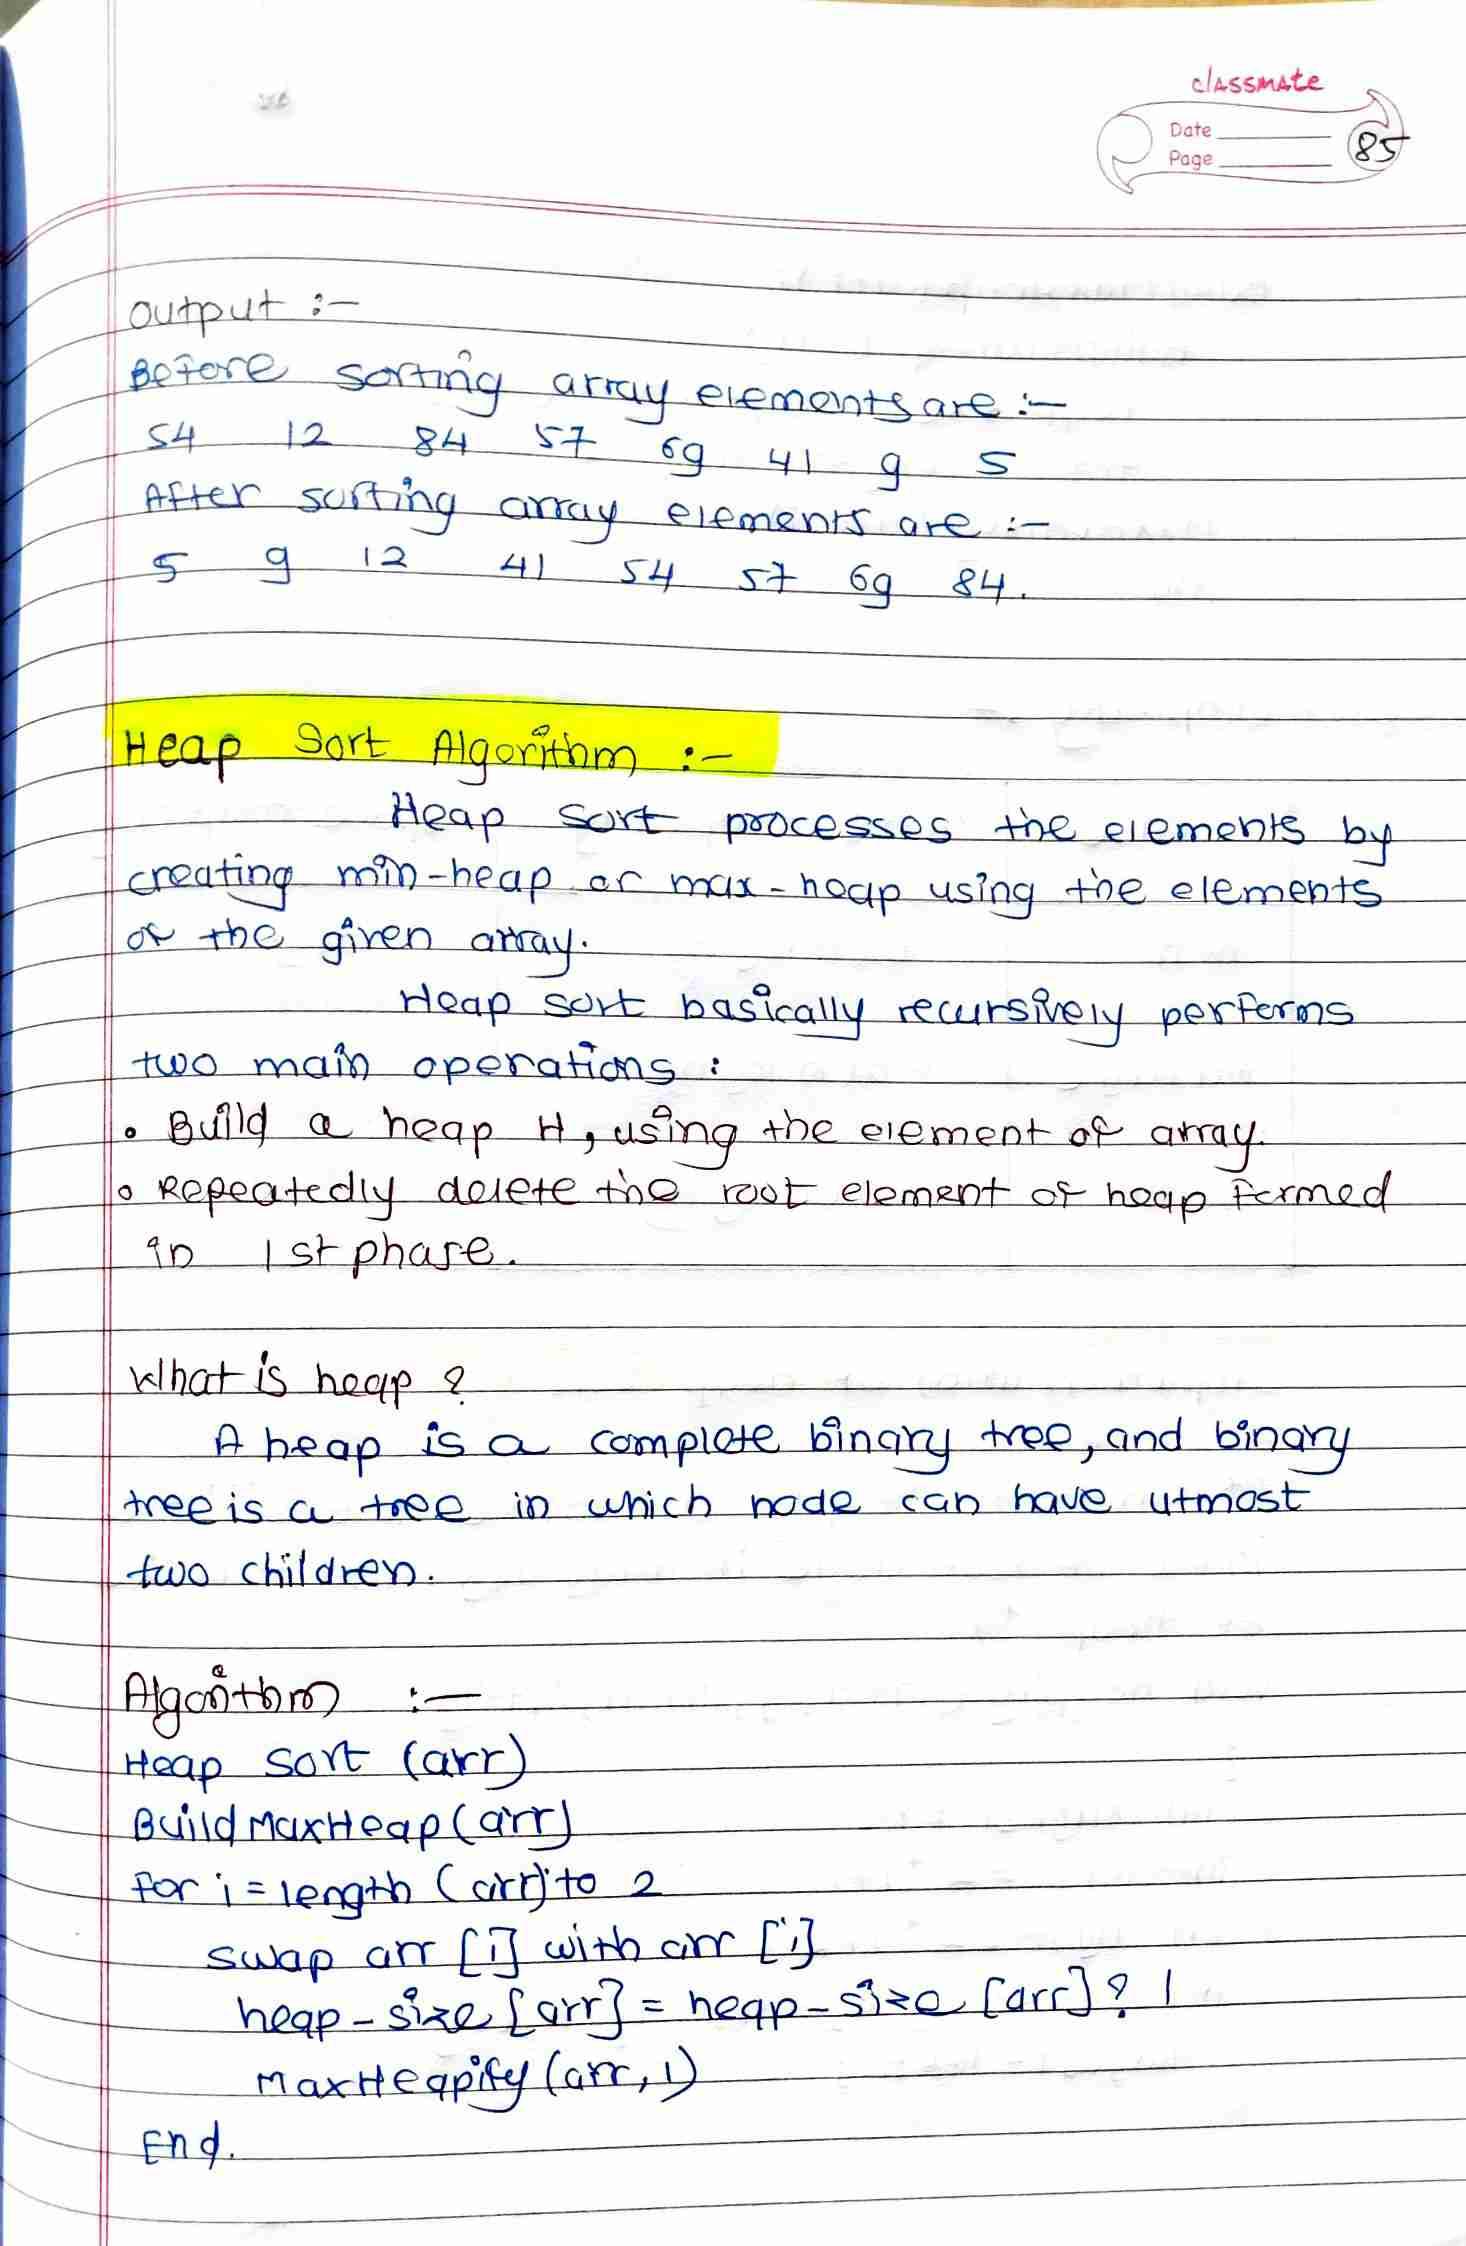 classmate
Date
Page
85
output :-
Before sorting array elements are :-
54 12 84 57 69 41 9 5
After sorting array elements are :-
5 9 12 41 54 57 69 84.
Heap Sort Algorithm :-
Heap sort processes the elements by
creating min-heap or max-heap using the elements
of the given array.
Heap sort basically recursively performs
two main operations :
• Build a heap H, using the element of array.
• Repeatedly delete the root element of heap formed
in 1st phase.
What is heap ?
A heap is a complete binary tree, and binary
tree is a tree in which node can have utmost
two children.
Algorithm :-
Heap Sort (arr)
BuildMaxHeap(arr)
for i = length (arr) to 2
swap arr [1] with arr [i]
heap-size [arr] = heap-size [arr] ? 1
MaxHeapify (arr, 1)
End.